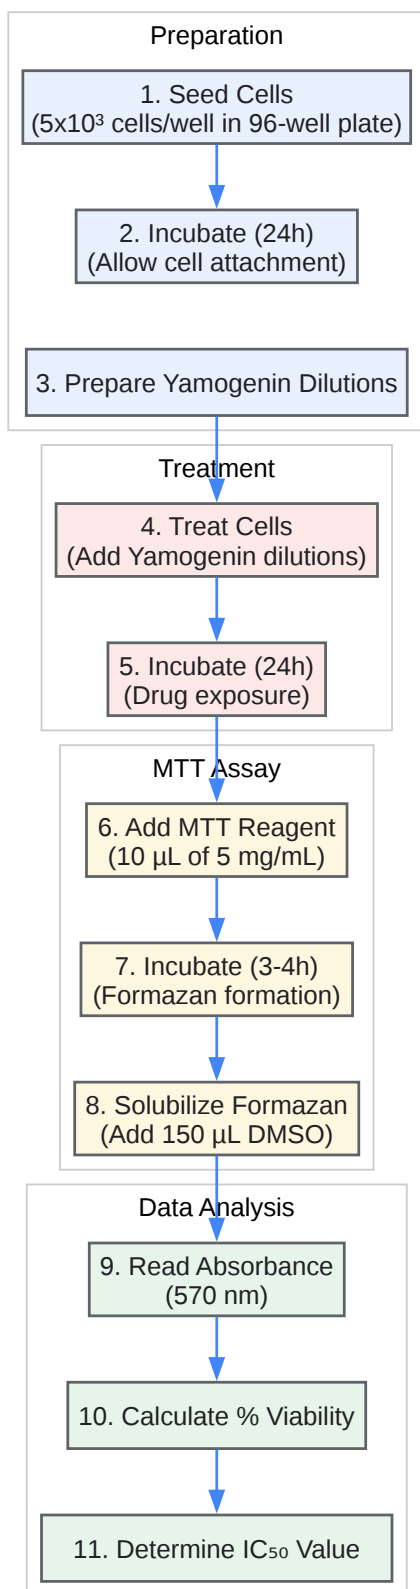 Preparation
1. Seed Cells
(5x10³ cells/well in 96-well plate)
2. Incubate (24h)
(Allow cell attachment)
3. Prepare Yamogenin Dilutions
Treatment
4. Treat Cells
(Add Yamogenin dilutions)
5. Incubate (24h)
(Drug exposure)
MTT Assay
6. Add MTT Reagent
(10 µL of 5 mg/mL)
7. Incubate (3-4h)
(Formazan formation)
8. Solubilize Formazan
(Add 150 µL DMSO)
Data Analysis
9. Read Absorbance
(570 nm)
10. Calculate % Viability
11. Determine IC₅₀ Value